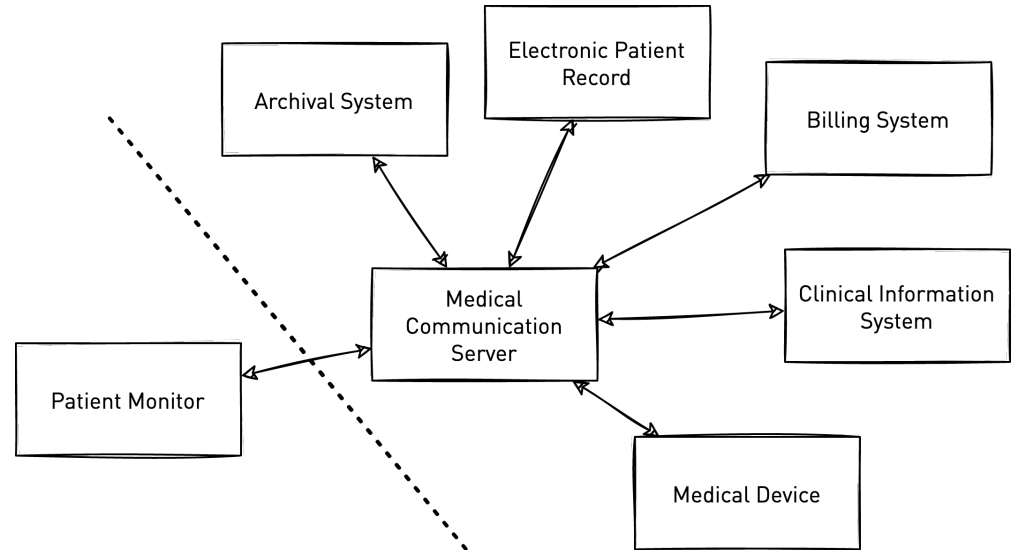 Electronic Patient
Record
Archival System
Billing System
Medical
Communication
Server
Clinical Information
System
Patient Monitor
Medical Device